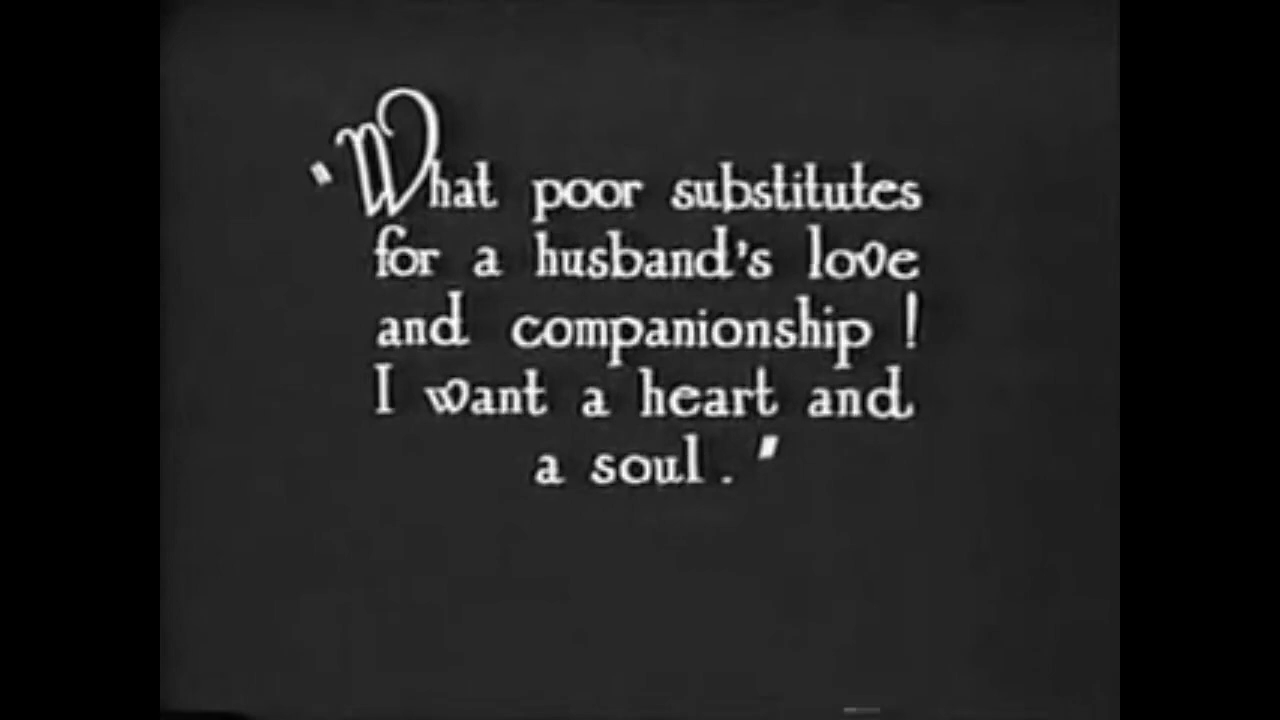 "What poor substitutes
for a husband's love
and companionship !
I want a heart and
a soul . "